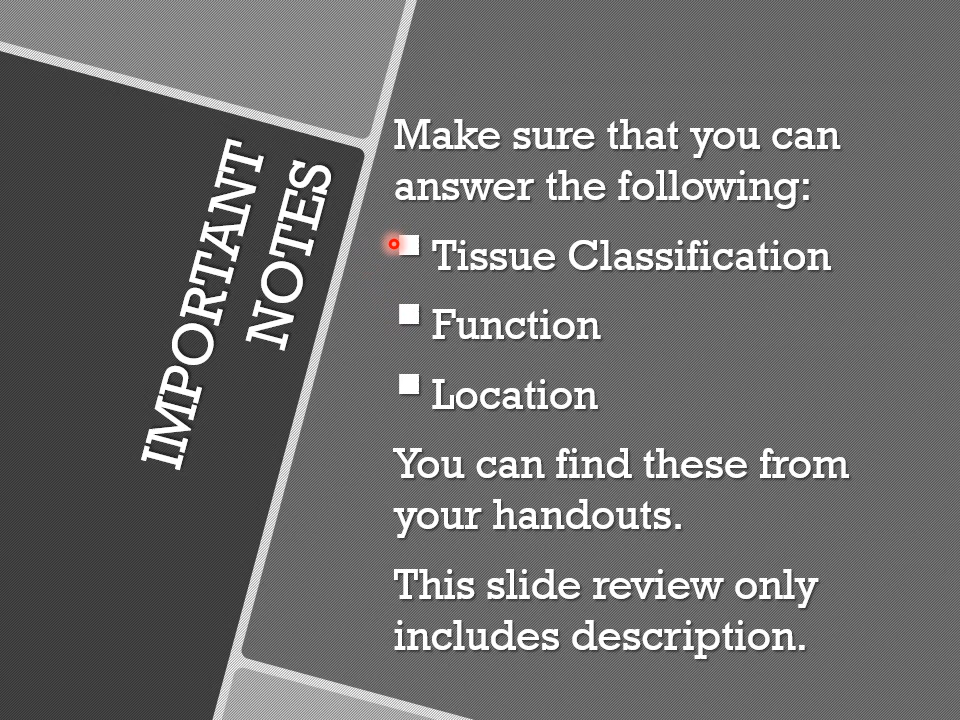 IMPORTANT
NOTES
Make sure that you can
answer the following:
▪ Tissue Classification
▪ Function
▪ Location
You can find these from
your handouts.
This slide review only
includes description.